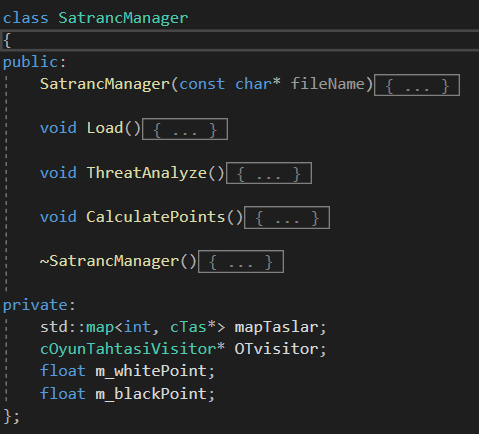 class SatrancManager
{
public:
SatrancManager(const char* fileName){ ... }
void Load(){ ... }
void ThreatAnalyze(){ ... }
void CalculatePoints(){ ... }
~SatrancManager(){ ... }
private:
std::map<int, cTas*> mapTaslar;
cOyunTahtasiVisitor* OTvisitor;
float m_whitePoint;
float m_blackPoint;
};